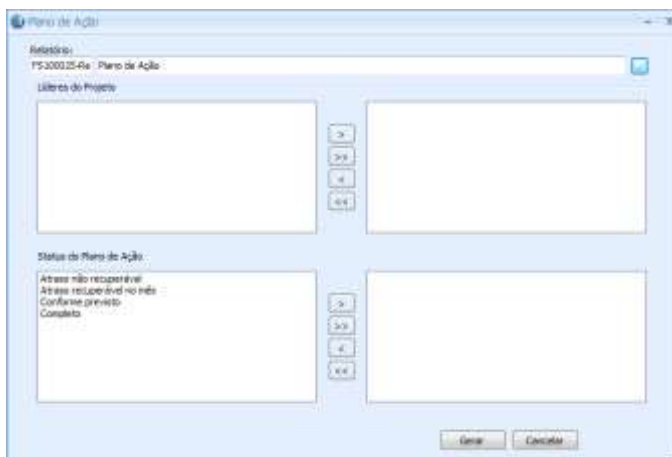 Plano de Ação
Relatório:
Plano de Ação
Líderes do Projeto
>
>>
<
<<
Status do Plano de Ação
Atraso não recuperável
Atraso recuperável no mês
Conforme previsto
Completo
>
>>
<
<<
Gerar Cancelar